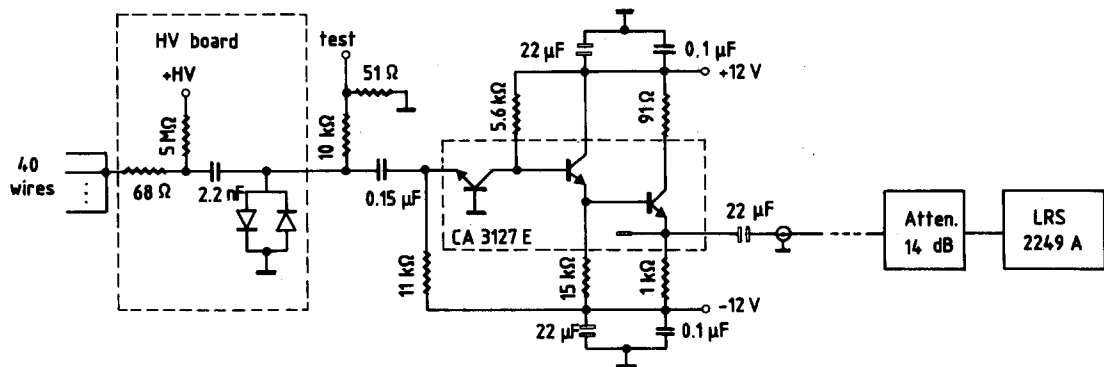 HV board
+HV
5 MΩ
40
wires
68 Ω
2.2 nF
test
51 Ω
10 kΩ
0.15 µF
11 kΩ
22 µF
0.1 µF
+12 V
5.6 kΩ
91 Ω
CA 3127 E
15 kΩ
1 kΩ
-12 V
22 µF
0.1 µF
22 µF
Atten.
14 dB
LRS
2249 A